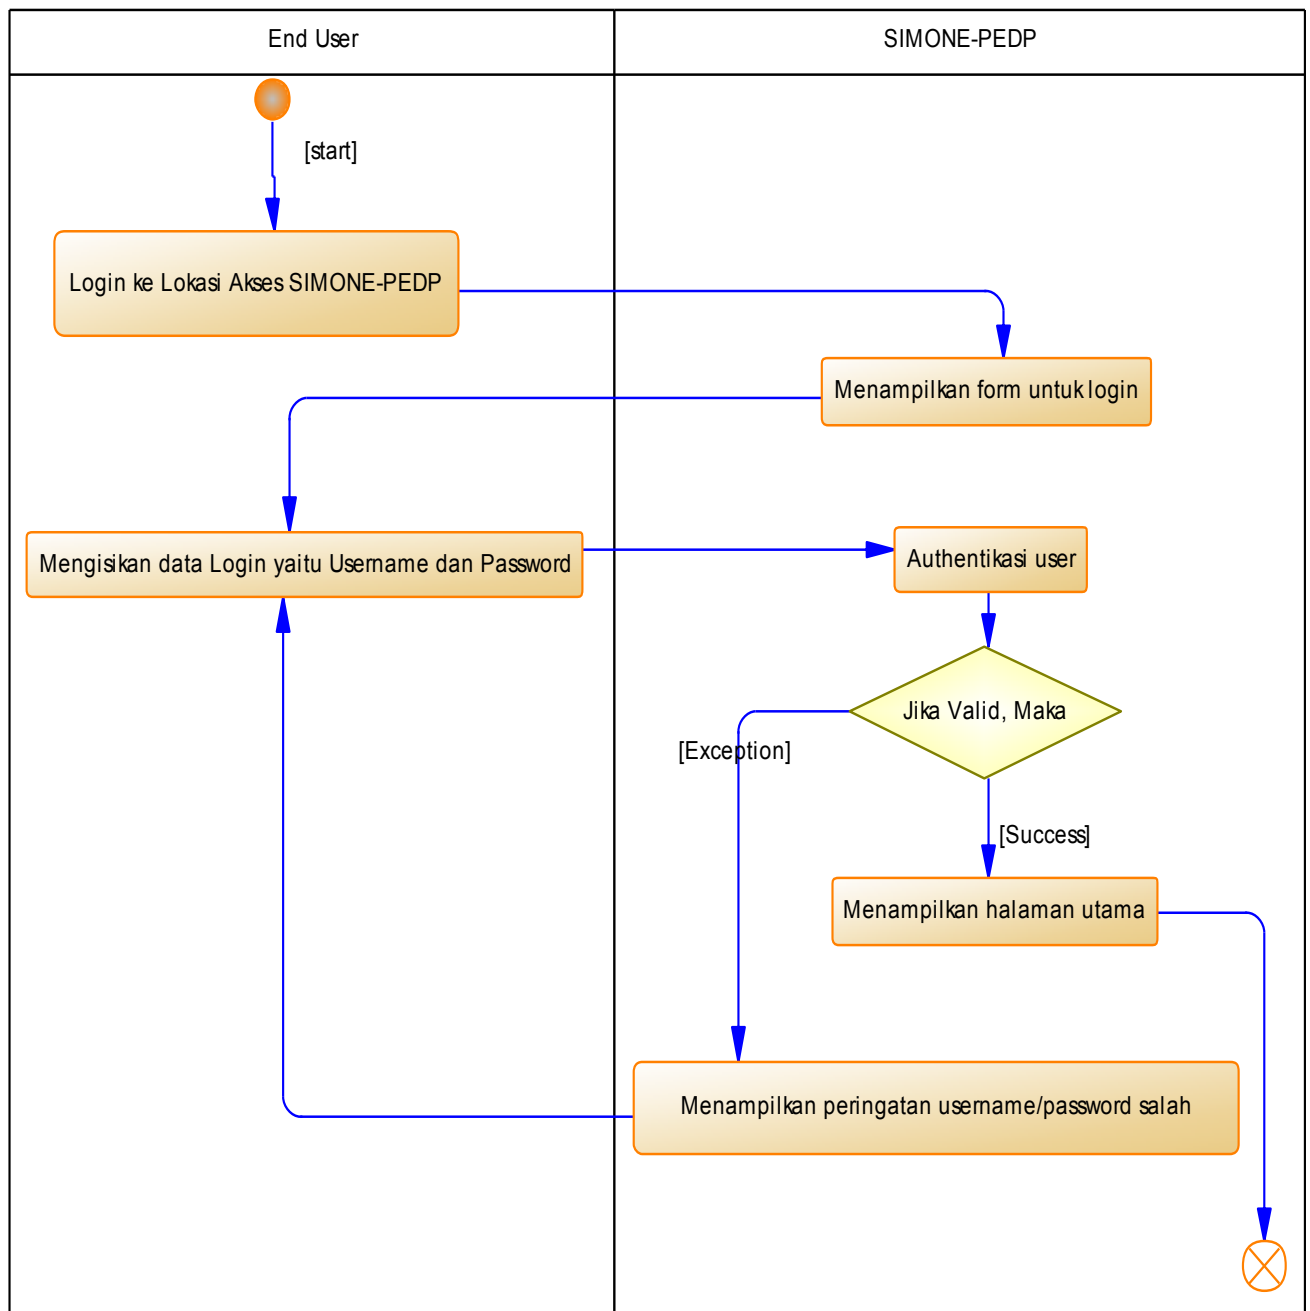 End User
SIMONE-PEDP
[start]
Login ke Lokasi Akses SIMONE-PEDP
Menampilkan form untuk login
Mengisikan data Login yaitu Username dan Password
Authentikasi user
Jika Valid, Maka
[Exception]
[Success]
Menampilkan halaman utama
Menampilkan peringatan username/password salah